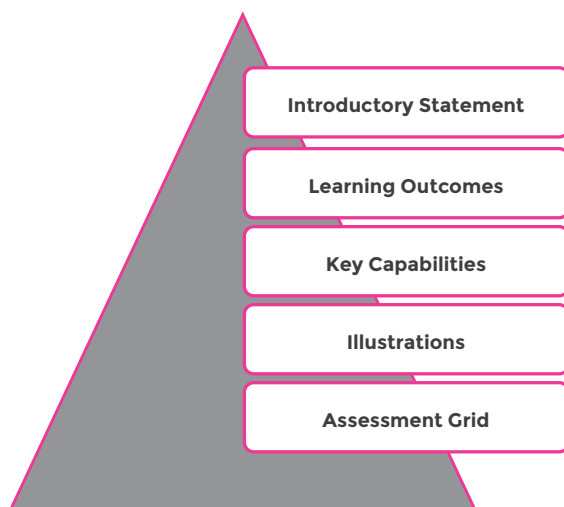 Introductory Statement
Learning Outcomes
Key Capabilities
Illustrations
Assessment Grid